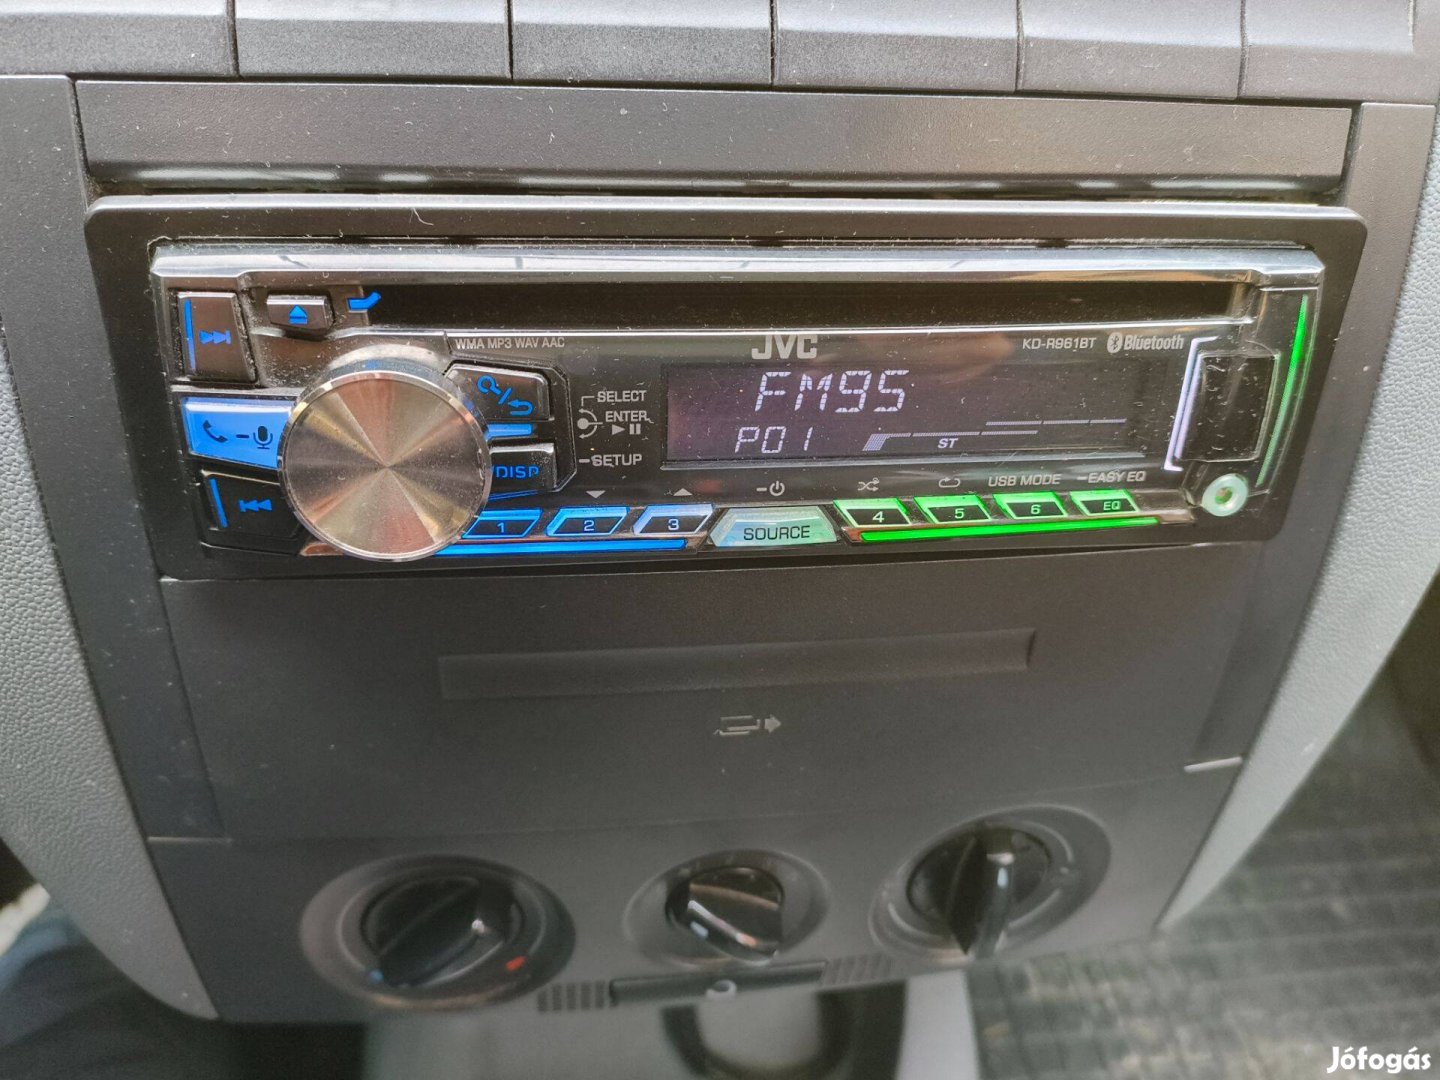 WMA MP3 WAV AAC
JVC
KD-R961BT Bluetooth
SELECT
ENTER
SETUP
DISP
FM95
P01
ST
USB MODE
EASY EQ
1 2 3 SOURCE 4 5 6 EQ
Jófogás